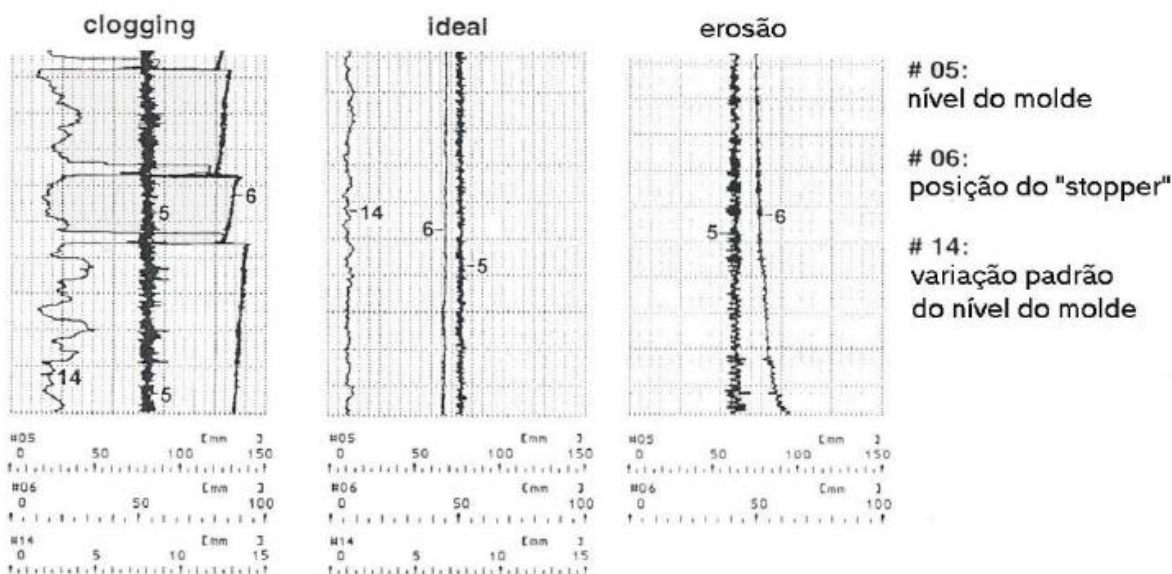 clogging
5
6
14
5
#05 [mm ]
0 50 100 150
#06 [mm ]
0 50 100
#14 [mm ]
0 5 10 15
ideal
14
6
5
#05 [mm ]
0 50 100 150
#06 [mm ]
0 50 100
#14 [mm ]
0 5 10 15
erosão
5
6
#05 [mm ]
0 50 100 150
#06 [mm ]
0 50 100
# 05:
nível do molde
# 06:
posição do "stopper"
# 14:
variação padrão
do nível do molde